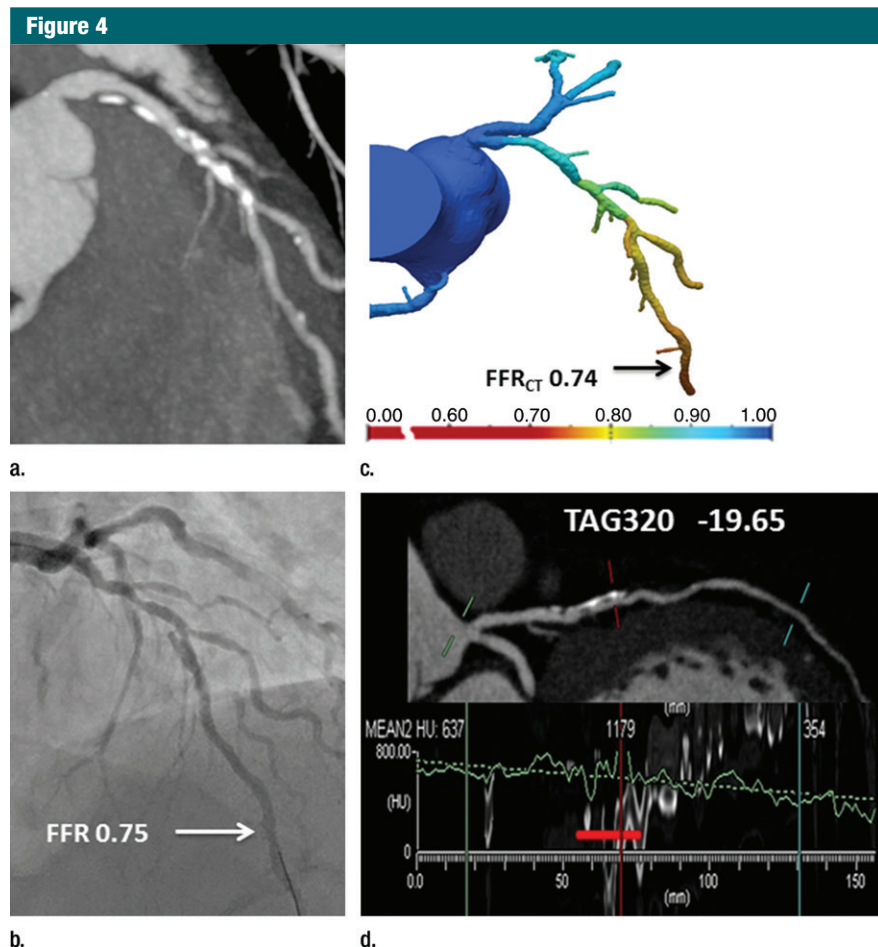 Figure 4
a.
FFRCT 0.74
0.00 0.60 0.70 0.80 0.90 1.00
c.
FFR 0.75
b.
TAG320 -19.65
(mm)
MEAN2 HU: 637 1179 354
800.00
(HU)
0
0.0 50 100 150
(mm)
d.